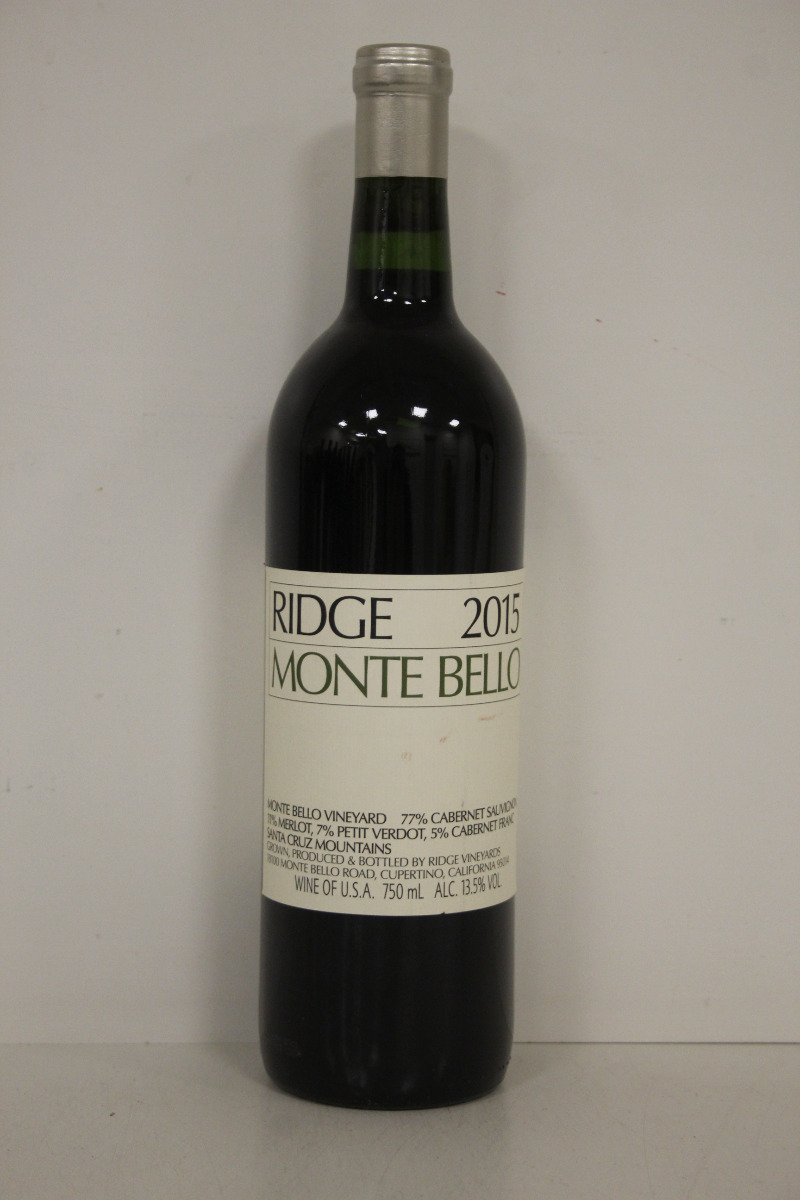 RIDGE 2015
MONTE BELLO
MONTE BELLO VINEYARD 77% CABERNET SAUVIGNON
11% MERLOT, 7% PETIT VERDOT, 5% CABERNET FRANC
SANTA CRUZ MOUNTAINS
GROWN, PRODUCED & BOTTLED BY RIDGE VINEYARDS
MONTE BELLO ROAD, CUPERTINO, CALIFORNIA 95014
WINE OF U.S.A. 750 mL ALC. 13.5% VOL.